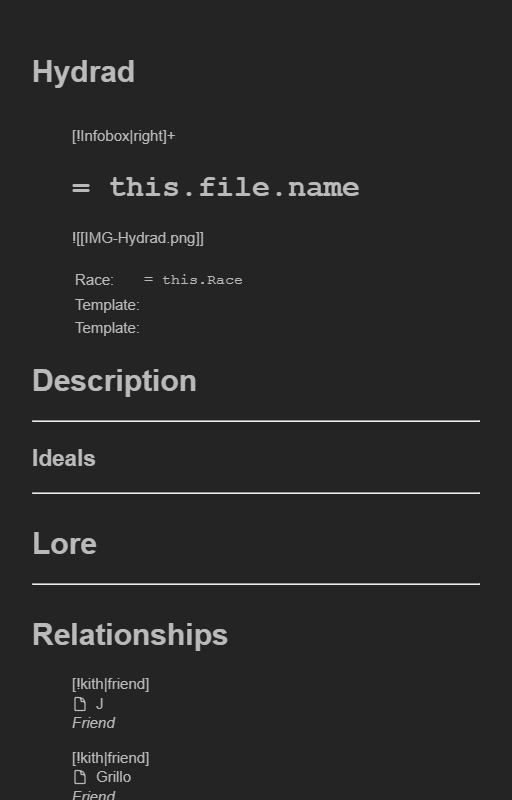 Hydrad
[!Infobox|right]+
= this.file.name
![[IMG-Hydrad.png]]
Race: = this.Race
Template:
Template:
Description
Ideals
Lore
Relationships
[!kith|friend]
J
Friend
[!kith|friend]
Grillo
Friend